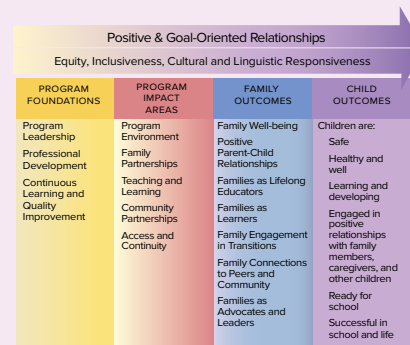 Positive & Goal-Oriented Relationships
Equity, Inclusiveness, Cultural and Linguistic Responsiveness
PROGRAM
FOUNDATIONS
Program
Leadership
Professional
Development
Continuous
Learning and
Quality
Improvement
PROGRAM
IMPACT
AREAS
Program
Environment
Family
Partnerships
Teaching and
Learning
Community
Partnerships
Access and
Continuity
FAMILY
OUTCOMES
Family Well-being
Positive
Parent-Child
Relationships
Families as Lifelong
Educators
Families as
Learners
Family Engagement
in Transitions
Family Connections
to Peers and
Community
Families as
Advocates and
Leaders
CHILD
OUTCOMES
Children are:
Safe
Healthy and
well
Learning and
developing
Engaged in
positive
relationships
with family
members,
caregivers, and
other children
Ready for
school
Successful in
school and life